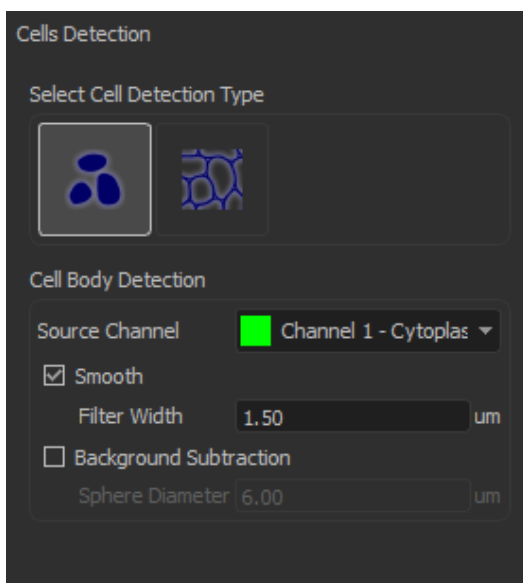 Cells Detection
Select Cell Detection Type
Cell Body Detection
Source Channel Channel 1 - Cytoplas
Smooth
Filter Width 1.50 um
Background Subtraction
Sphere Diameter 6.00 um